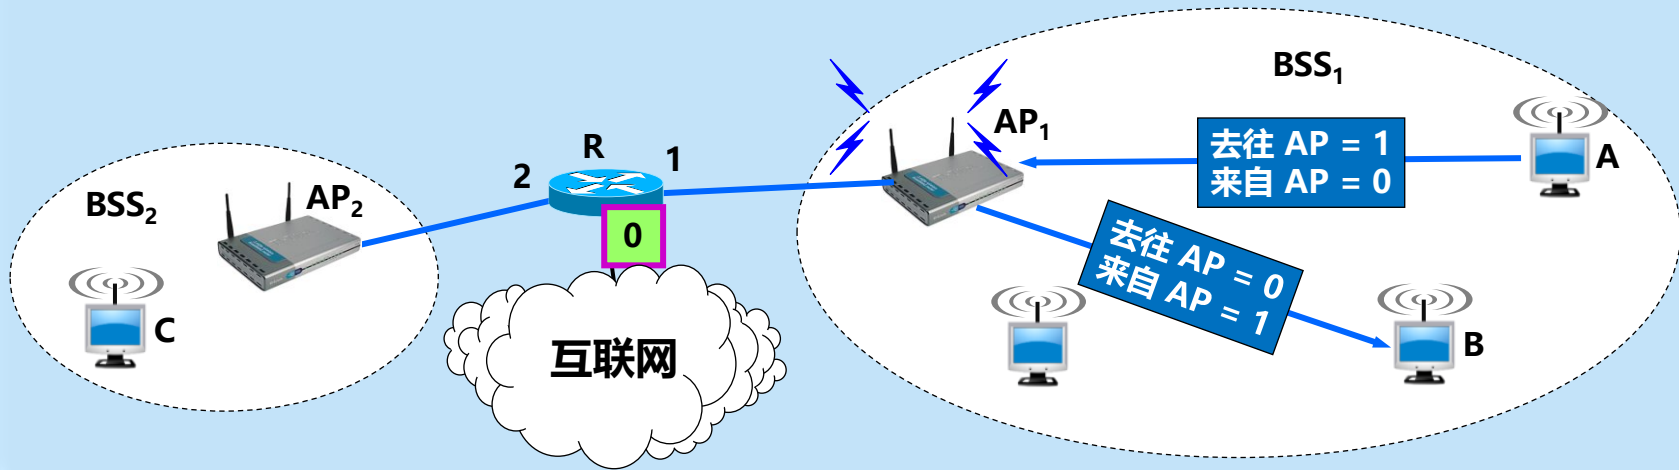 BSS₁
AP₁
去往 AP = 1
来自 AP = 0
A
R
1
2
BSS₂
AP₂
0
去往 AP = 0
来自 AP = 1
C
互联网
B